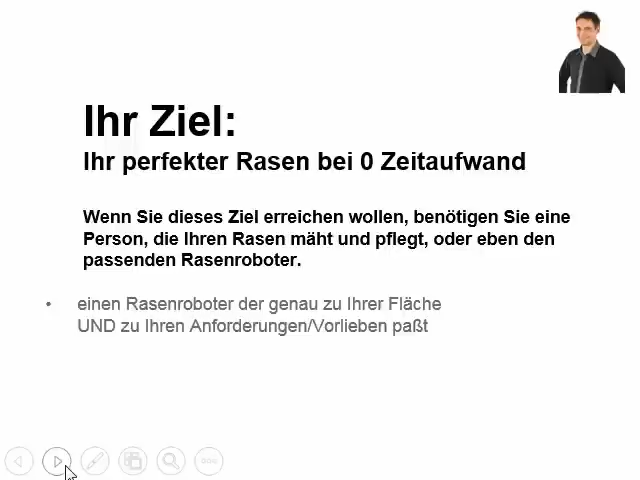 Ihr Ziel:
Ihr perfekter Rasen bei 0 Zeitaufwand
Wenn Sie dieses Ziel erreichen wollen, benötigen Sie eine
Person, die Ihren Rasen mäht und pflegt, oder eben den
passenden Rasenroboter.
• einen Rasenroboter der genau zu Ihrer Fläche
UND zu Ihren Anforderungen/Vorlieben paßt